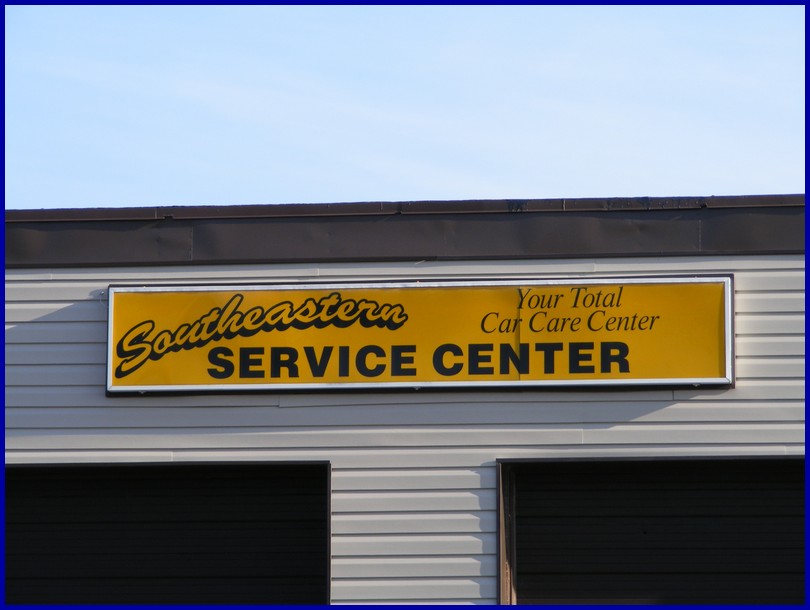 Southeastern
SERVICE CENTER
Your Total
Car Care Center